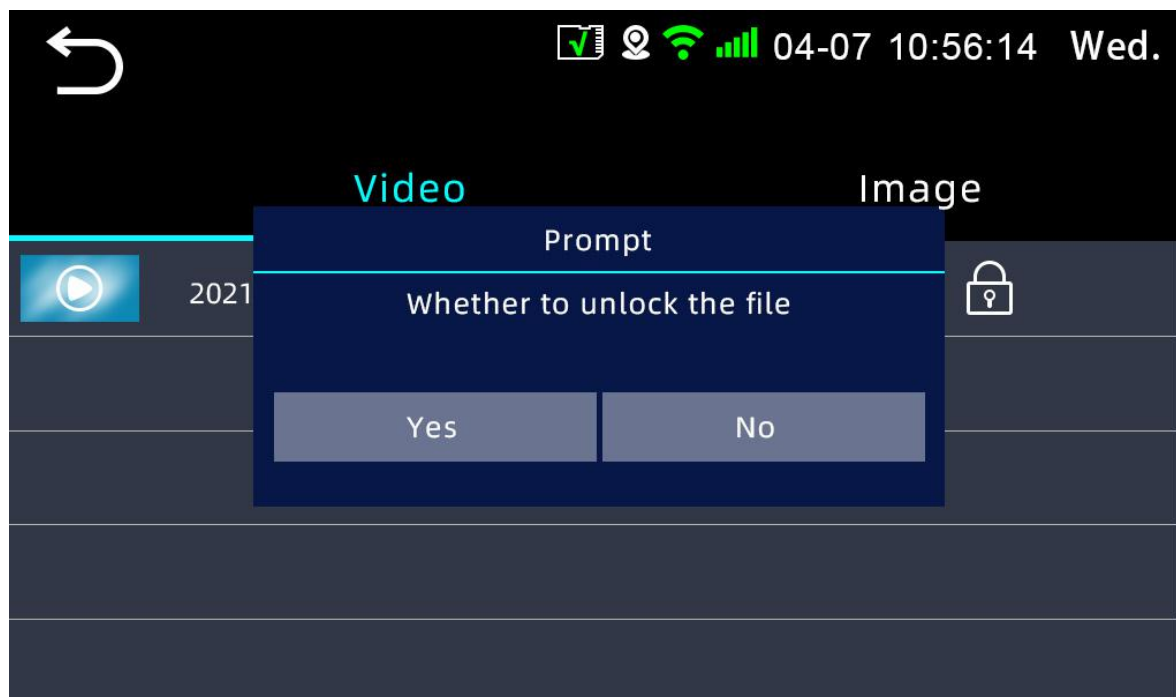 04-07 10:56:14 Wed.
Video Image
Prompt
2021
Whether to unlock the file
Yes No